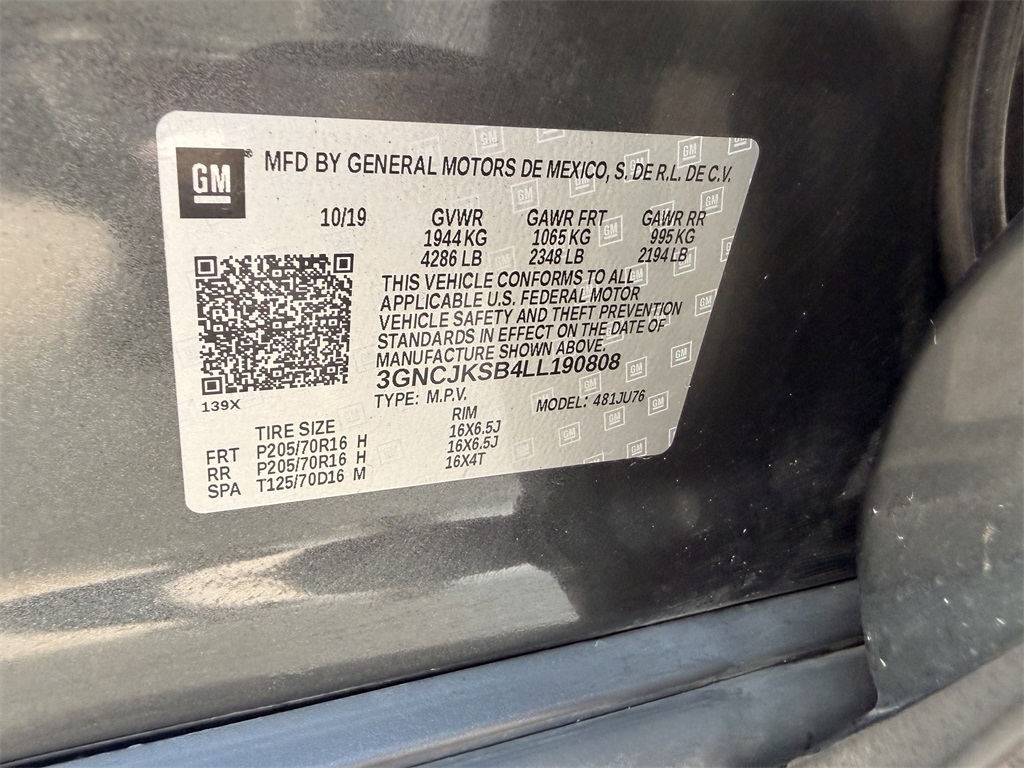 GM
MFD BY GENERAL MOTORS DE MEXICO, S. DE R.L. DE C.V.
10/19 GVWR GAWR FRT GAWR RR
1944 KG 1065 KG 995 KG
4286 LB 2348 LB 2194 LB
THIS VEHICLE CONFORMS TO ALL
APPLICABLE U.S. FEDERAL MOTOR
VEHICLE SAFETY AND THEFT PREVENTION
STANDARDS IN EFFECT ON THE DATE OF
MANUFACTURE SHOWN ABOVE.
3GNCJKSB4LL190808
TYPE: M.P.V. MODEL: 481JU76
139X
TIRE SIZE RIM
FRT P205/70R16 H 16X6.5J
RR P205/70R16 H 16X6.5J
SPA T125/70D16 M 16X4T